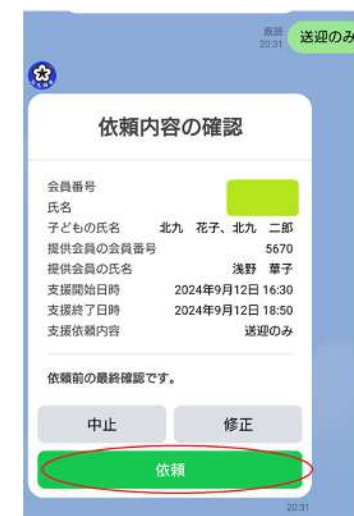 既読
20:31
送迎のみ
依頼内容の確認
会員番号
氏名
子どもの氏名 北九 花子、北九 二郎
提供会員の会員番号 5670
提供会員の氏名 浅野 華子
支援開始日時 2024年9月12日 16:30
支援終了日時 2024年9月12日 18:50
支援依頼内容 送迎のみ
依頼前の最終確認です。
中止 修正
依頼
20:31